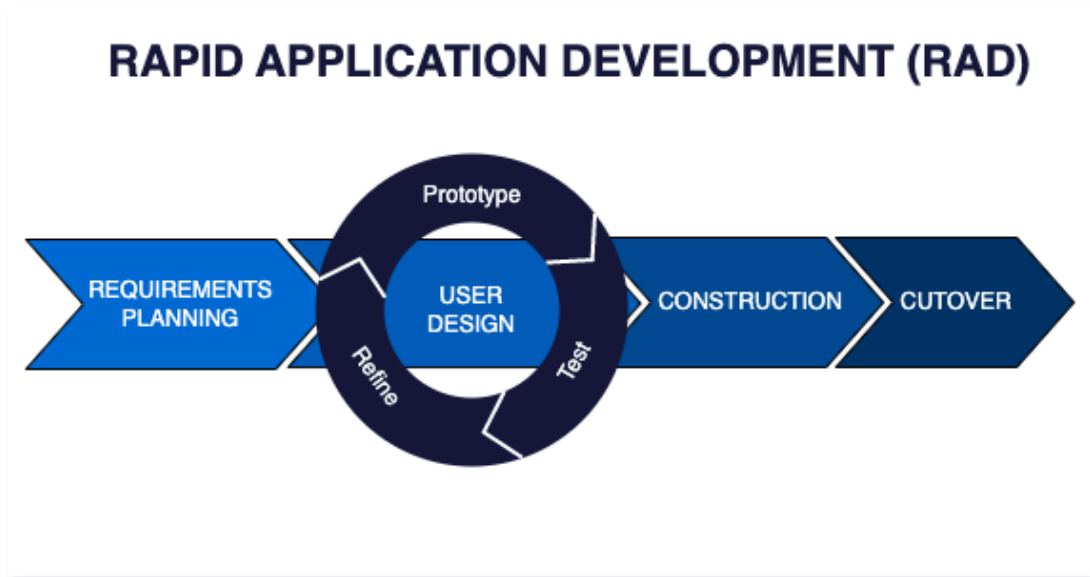 RAPID APPLICATION DEVELOPMENT (RAD)
Prototype
REQUIREMENTS
PLANNING
USER
DESIGN
CONSTRUCTION
CUTOVER
Refine
Test